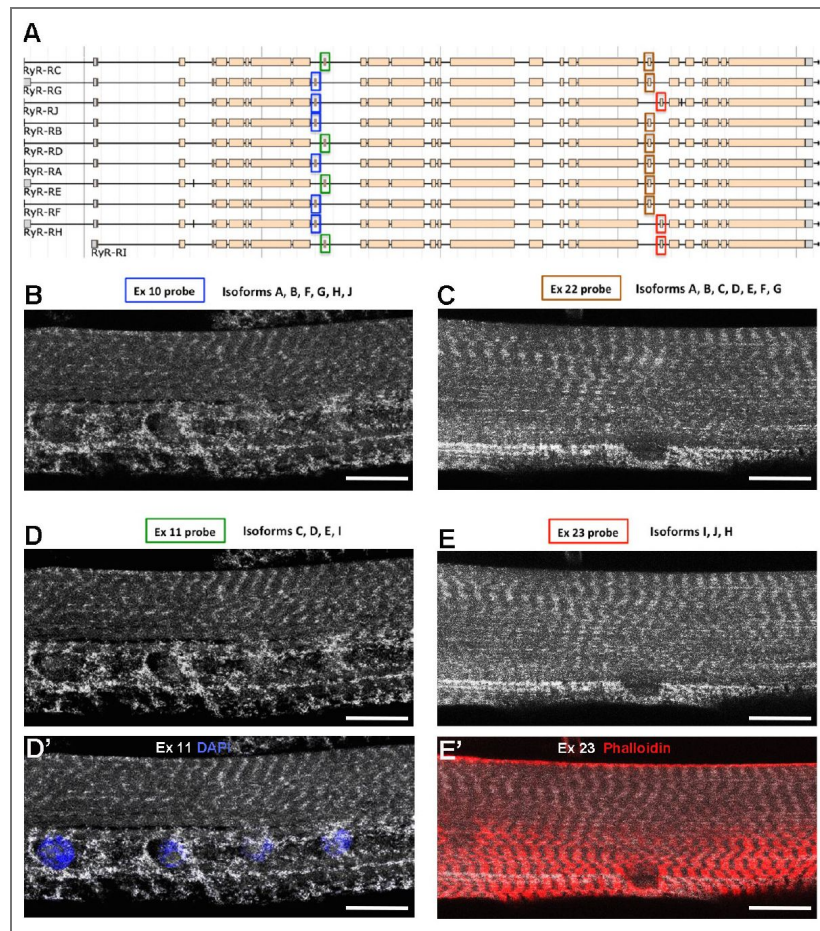 A
RyR-RC
RyR-RG
RyR-RJ
RyR-RB
RyR-RD
RyR-RA
RyR-RE
RyR-RF
RyR-RH
RyR-RI
B
Ex 10 probe Isoforms A, B, F, G, H, J
C
Ex 22 probe Isoforms A, B, C, D, E, F, G
D
Ex 11 probe Isoforms C, D, E, I
E
Ex 23 probe Isoforms I, J, H
D’ Ex 11 DAPI
E’ Ex 23 Phalloidin